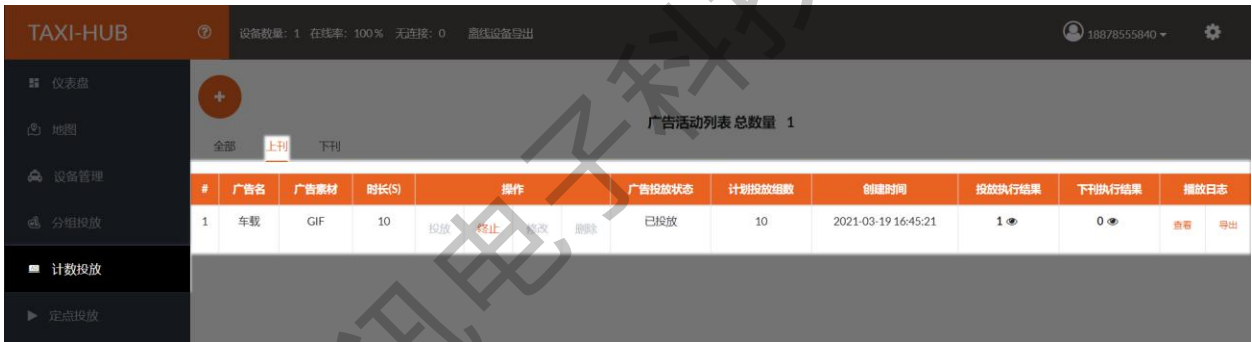 TAXI-HUB
设备数量：1 在线率：100% 无连接：0 离线设备导出
18878555840
仪表盘
地图
设备管理
分组投放
计数投放
定点投放
+
广告活动列表 总数量 1
全部 上刊 下刊
# 广告名 广告素材 时长(S) 操作 广告投放状态 计划投放组数 创建时间 投放执行结果 下刊执行结果 播放日志
1 车载 GIF 10 投放 终止 修改 删除 已投放 10 2021-03-19 16:45:21 1 0 查看 导出
讯电子科技